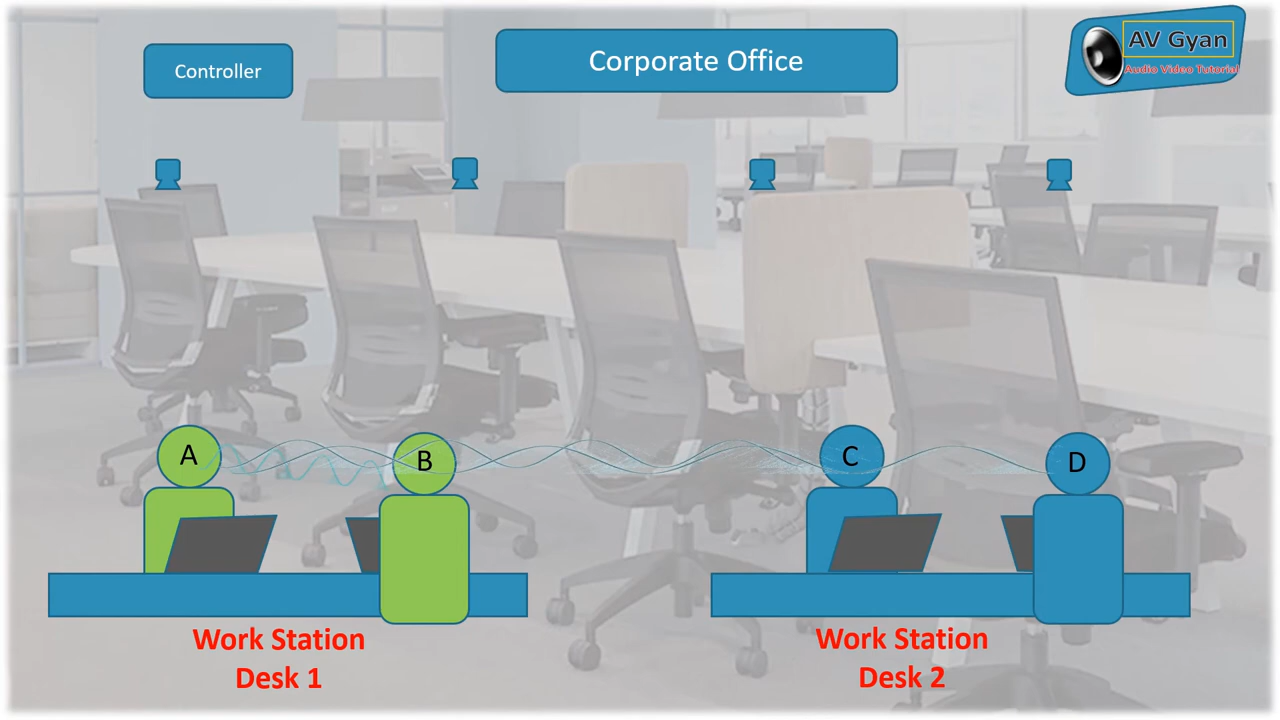 Controller
Corporate Office
AV Gyan
Audio Video Tutorial
A
B
C
D
Work Station
Desk 1
Work Station
Desk 2